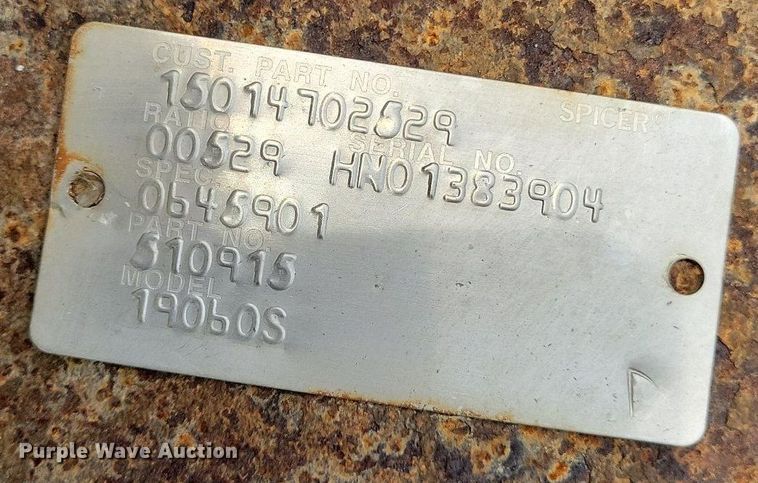 CUST. PART NO.
15014702529
SPICER®
RATIO SERIAL NO.
00529 HN01383904
SPEC.
0645901
PART NO.
510915
MODEL
19060S
Purple Wave Auction